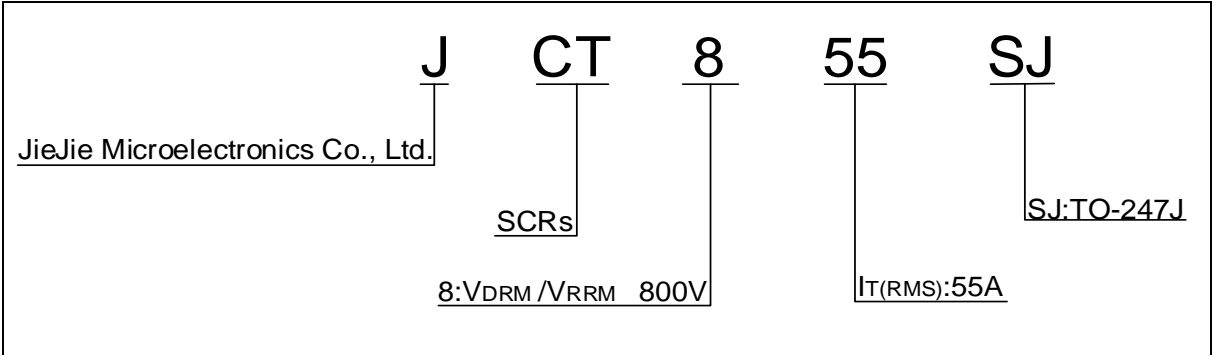 J CT 8 55 SJ
JieJie Microelectronics Co., Ltd.
SJ:TO-247J
SCRs
8:VDRM /VRRM 800V
IT(RMS):55A